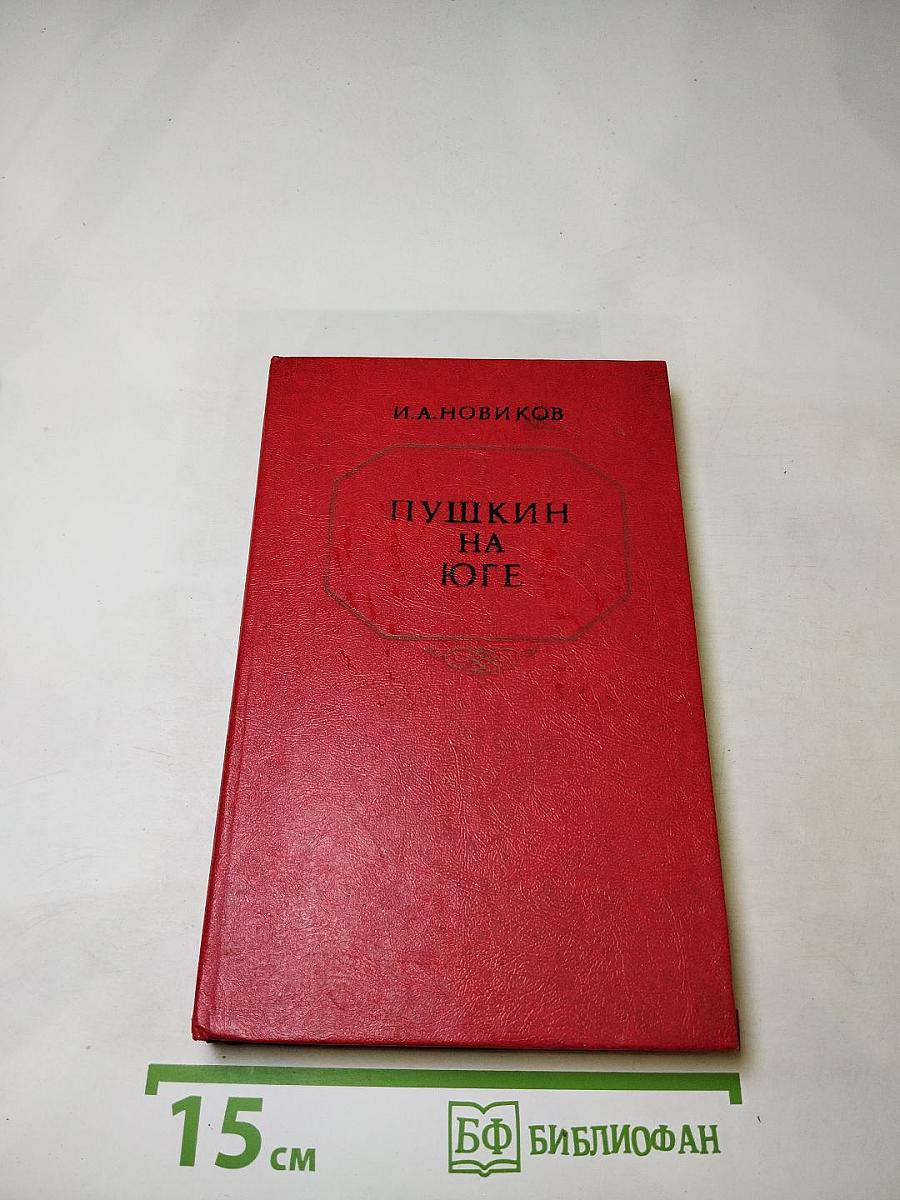 И.А.НОВИКОВ
ПУШКИН
НА
ЮГЕ
15 см
БФ БИБЛИОФАН